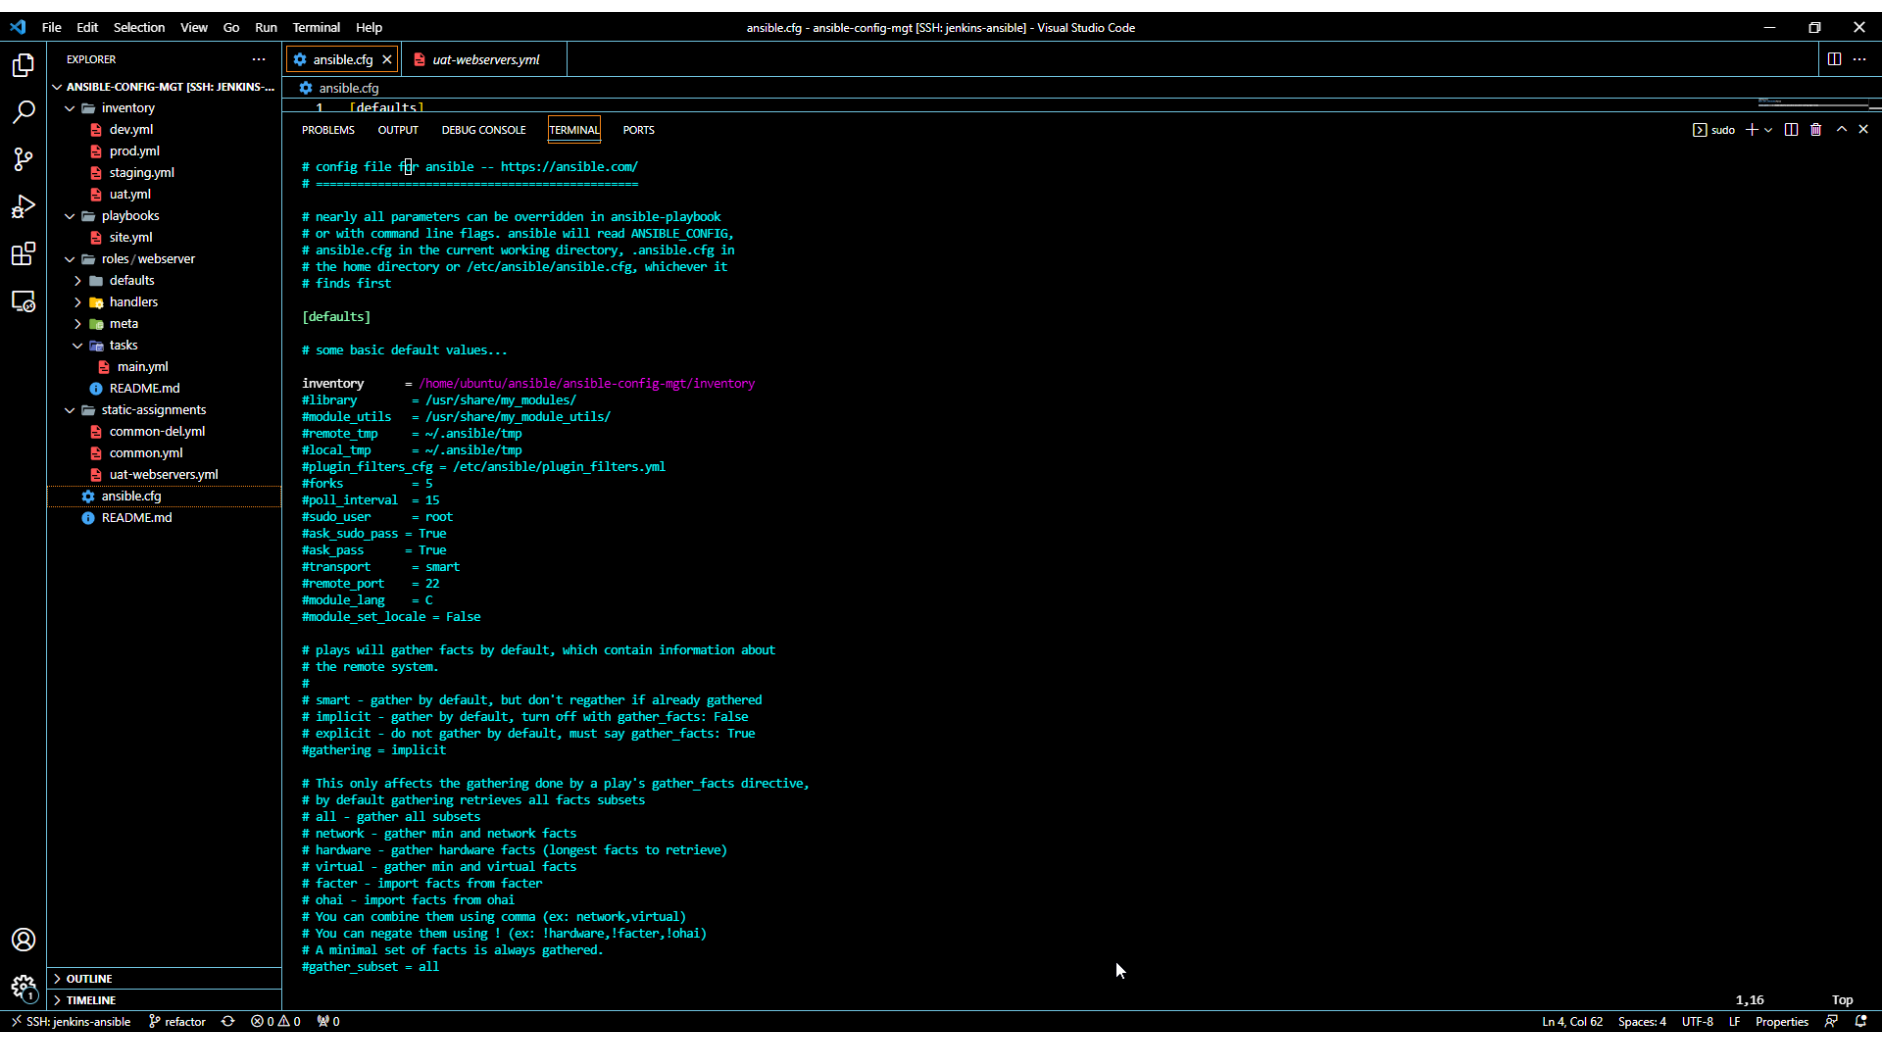 File Edit Selection View Go Run Terminal Help
ansible.cfg - ansible-config-mgt [SSH: jenkins-ansible] - Visual Studio Code
EXPLORER
ANSIBLE-CONFIG-MGT [SSH: JENKINS-...
inventory
dev.yml
prod.yml
staging.yml
uat.yml
playbooks
site.yml
roles / webserver
defaults
handlers
meta
tasks
main.yml
README.md
static-assignments
common-del.yml
common.yml
uat-webservers.yml
ansible.cfg
README.md
OUTLINE
TIMELINE
ansible.cfg
uat-webservers.yml
ansible.cfg
1 [defaults]
PROBLEMS OUTPUT DEBUG CONSOLE TERMINAL PORTS
sudo
# config file for ansible -- https://ansible.com/
# ===============================================
# nearly all parameters can be overridden in ansible-playbook
# or with command line flags. ansible will read ANSIBLE_CONFIG,
# ansible.cfg in the current working directory, .ansible.cfg in
# the home directory or /etc/ansible/ansible.cfg, whichever it
# finds first
[defaults]
# some basic default values...
inventory      = /home/ubuntu/ansible/ansible-config-mgt/inventory
#library        = /usr/share/my_modules/
#module_utils   = /usr/share/my_module_utils/
#remote_tmp     = ~/.ansible/tmp
#local_tmp      = ~/.ansible/tmp
#plugin_filters_cfg = /etc/ansible/plugin_filters.yml
#forks          = 5
#poll_interval  = 15
#sudo_user      = root
#ask_sudo_pass = True
#ask_pass      = True
#transport      = smart
#remote_port    = 22
#module_lang    = C
#module_set_locale = False
# plays will gather facts by default, which contain information about
# the remote system.
#
# smart - gather by default, but don't regather if already gathered
# implicit - gather by default, turn off with gather_facts: False
# explicit - do not gather by default, must say gather_facts: True
#gathering = implicit
# This only affects the gathering done by a play's gather_facts directive,
# by default gathering retrieves all facts subsets
# all - gather all subsets
# network - gather min and network facts
# hardware - gather hardware facts (longest facts to retrieve)
# virtual - gather min and virtual facts
# facter - import facts from facter
# ohai - import facts from ohai
# You can combine them using comma (ex: network,virtual)
# You can negate them using ! (ex: !hardware,!facter,!ohai)
# A minimal set of facts is always gathered.
#gather_subset = all
1,16 Top
1
SSH: jenkins-ansible refactor 0 0 0
Ln 4, Col 62 Spaces: 4 UTF-8 LF Properties